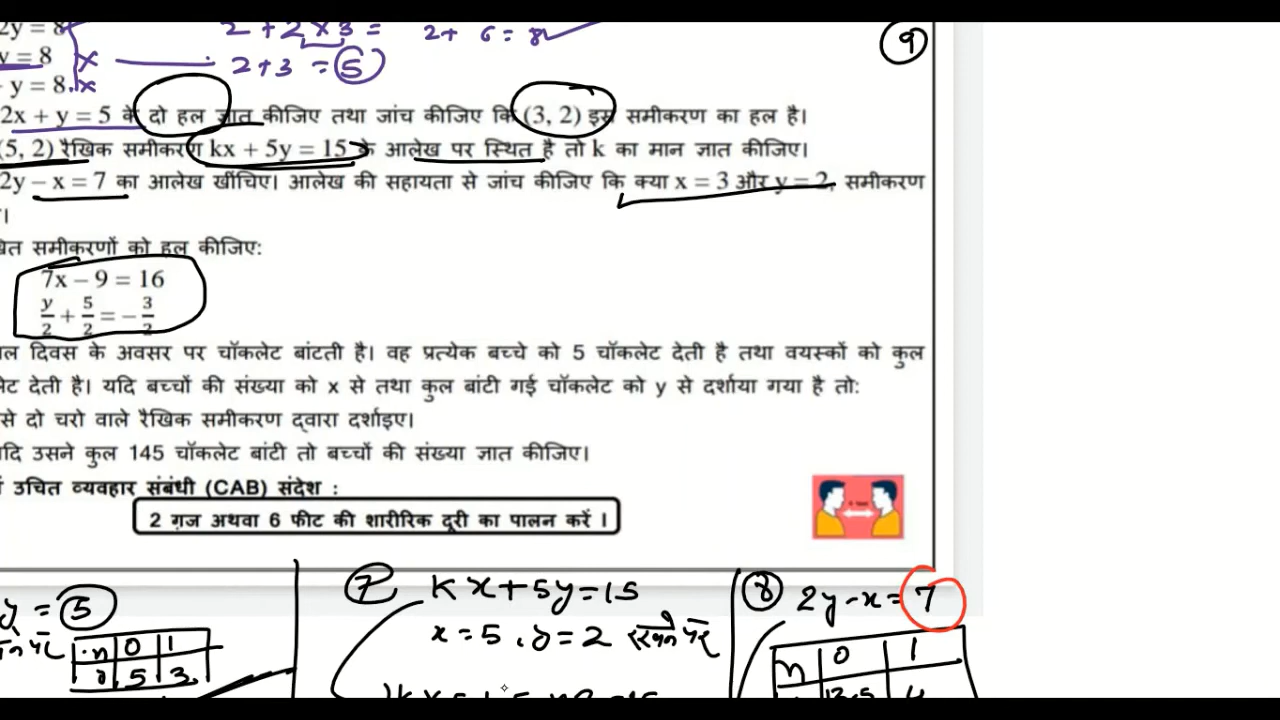 2y = 8
2 + 2 x 3 = 2 + 6 = 8
y = 8 x 2 + 3 = 5
9
y = 8. x
2x + y = 5 के दो हल ज्ञात कीजिए तथा जांच कीजिए कि (3, 2) इस समीकरण का हल है।
(5, 2) रैखिक समीकरण kx + 5y = 15 के आलेख पर स्थित है तो k का मान ज्ञात कीजिए।
2y – x = 7 का आलेख खींचिए। आलेख की सहायता से जांच कीजिए कि क्या x = 3 और y = 2, समीकरण
समीकरणों को हल कीजिए:
7x – 9 = 16
y/2 + 5/2 = – 3/2
दिवस के अवसर पर चॉकलेट बांटती है। वह प्रत्येक बच्चे को 5 चॉकलेट देती है तथा वयस्कों को कुल
देती है। यदि बच्चों की संख्या को x से तथा कुल बांटी गई चॉकलेट को y से दर्शाया गया है तो:
से दो चरो वाले रैखिक समीकरण द्वारा दर्शाइए।
उसने कुल 145 चॉकलेट बांटी तो बच्चों की संख्या ज्ञात कीजिए।
उचित व्यवहार संबंधी (CAB) संदेश :
2 ग़ज अथवा 6 फीट की शारीरिक दूरी का पालन करें ।
y = 5
0 1
5 3
7 kx + 5y = 15
x = 5, y = 2 रखने पर
8 2y - x = 7
0 1